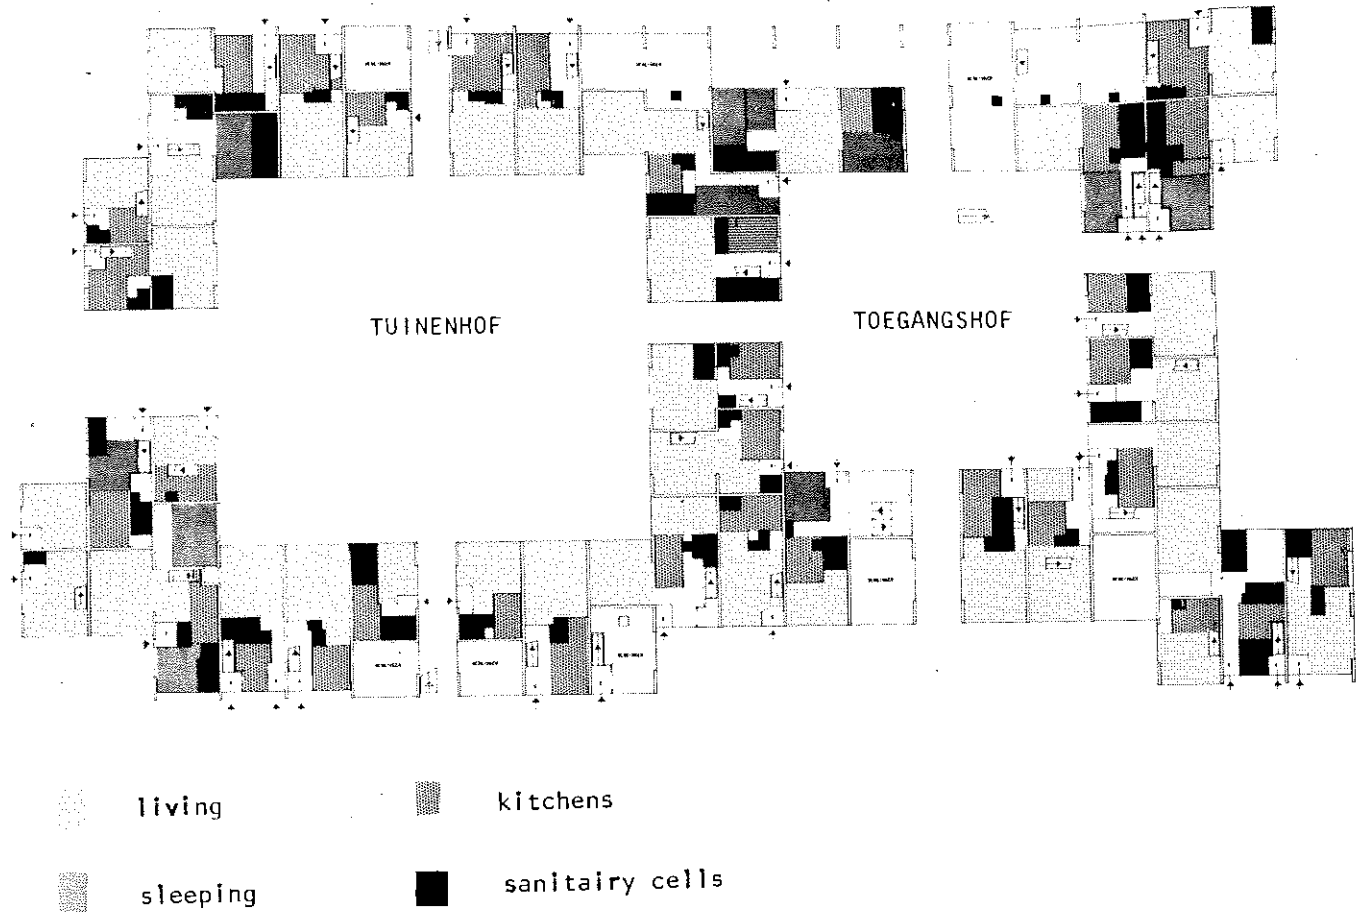 TUINENHOF
TOEGANGSHOF
living
kitchens
sleeping
sanitairy cells